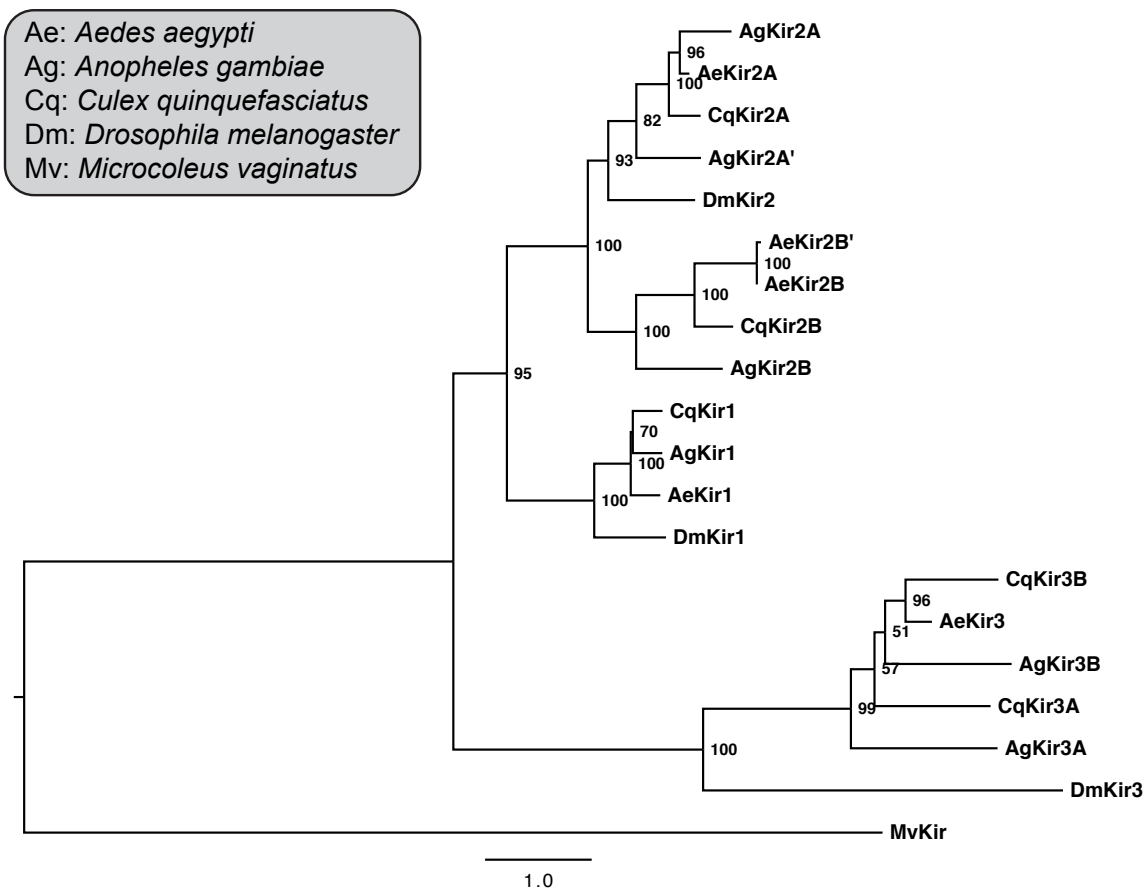 Ae: Aedes aegypti
Ag: Anopheles gambiae
Cq: Culex quinquefasciatus
Dm: Drosophila melanogaster
Mv: Microcoleus vaginatus
AgKir2A
96
AeKir2A
100
CqKir2A
82
AgKir2A'
93
DmKir2
AeKir2B'
100
100
AeKir2B
100
CqKir2B
100
AgKir2B
95
CqKir1
70
AgKir1
100
AeKir1
100
DmKir1
CqKir3B
96
AeKir3
51
AgKir3B
57
CqKir3A
99
AgKir3A
100
DmKir3
MvKir
1.0